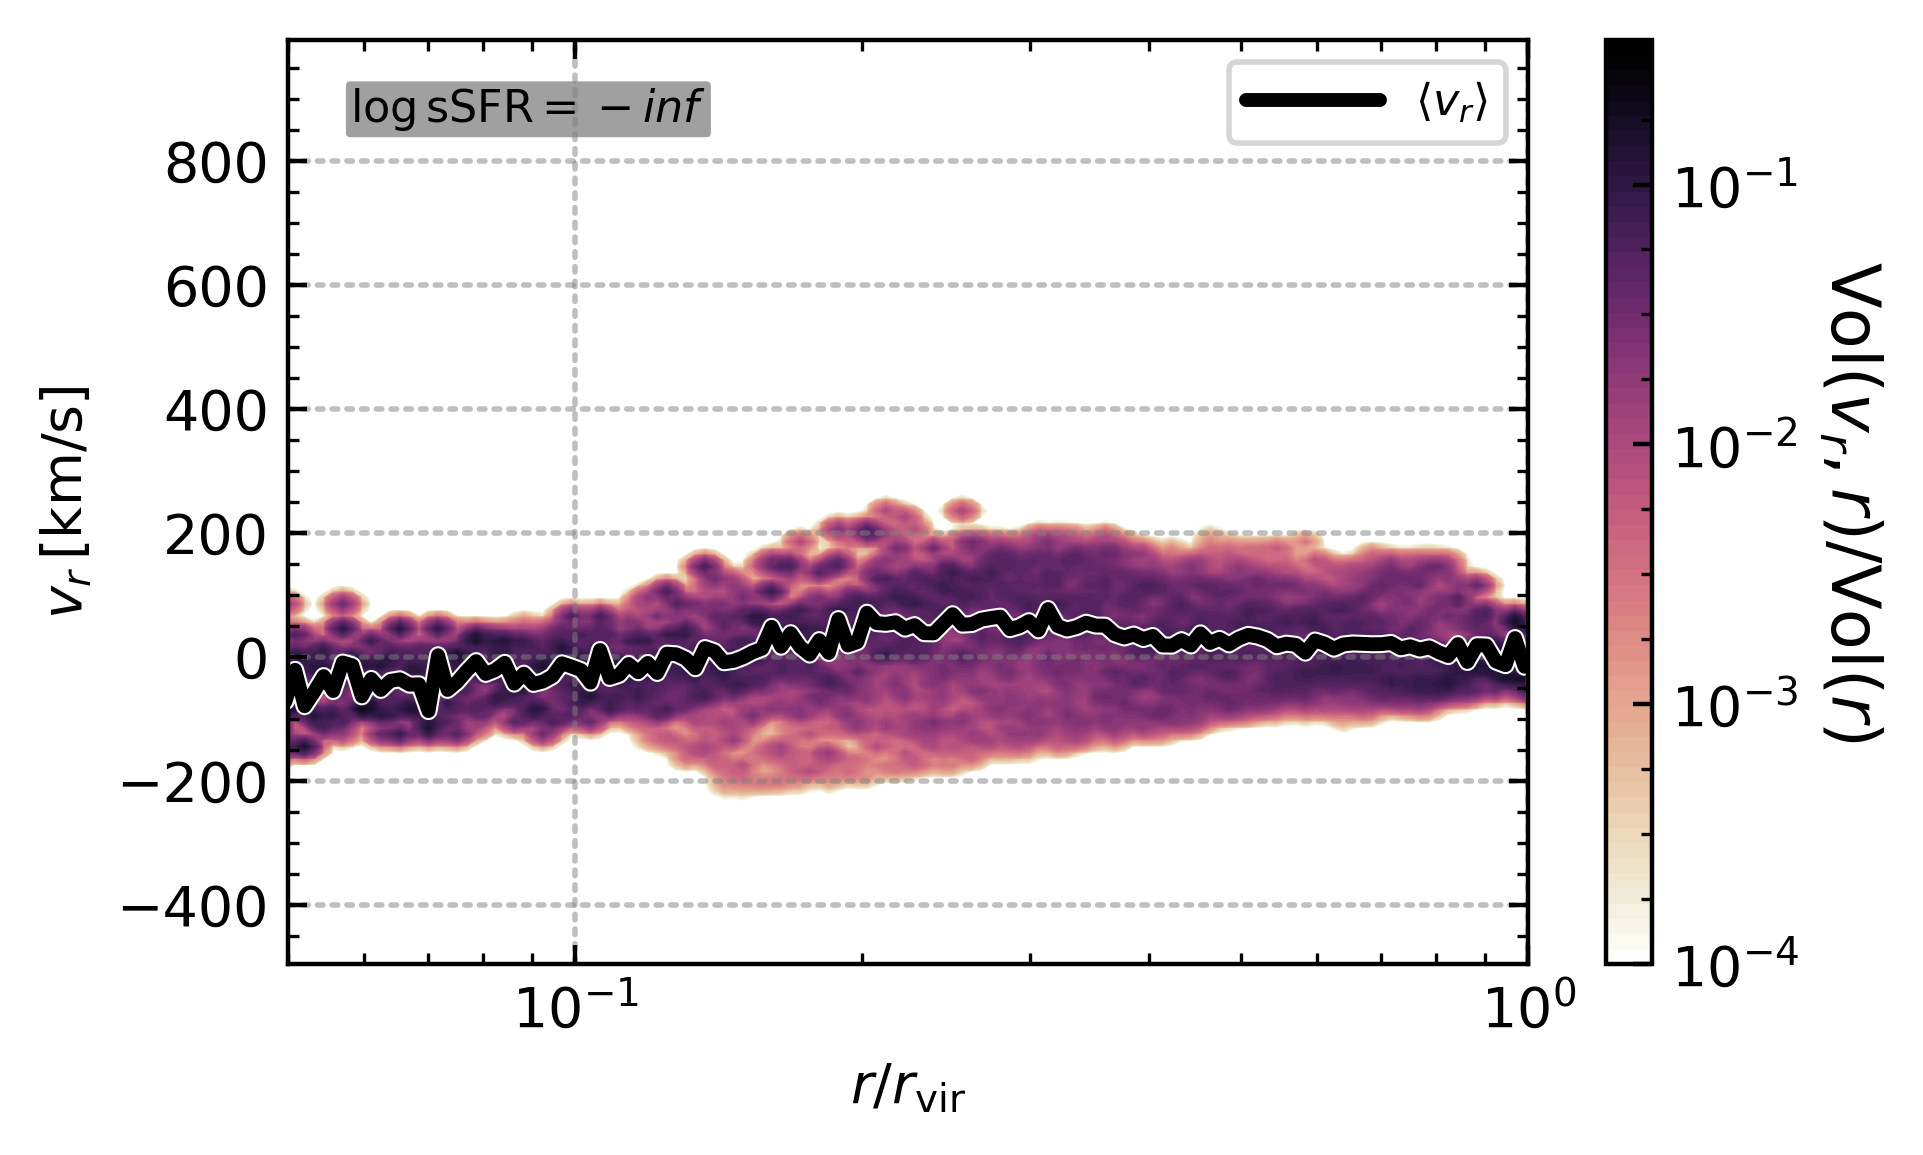 log sSFR = −inf
⟨v_r⟩
800
600
400
200
0
−200
−400
v_r [km/s]
10^{−1}
10^{0}
r/r_vir
10^{−1}
10^{−2}
10^{−3}
10^{−4}
Vol(v_r, r)/Vol(r)